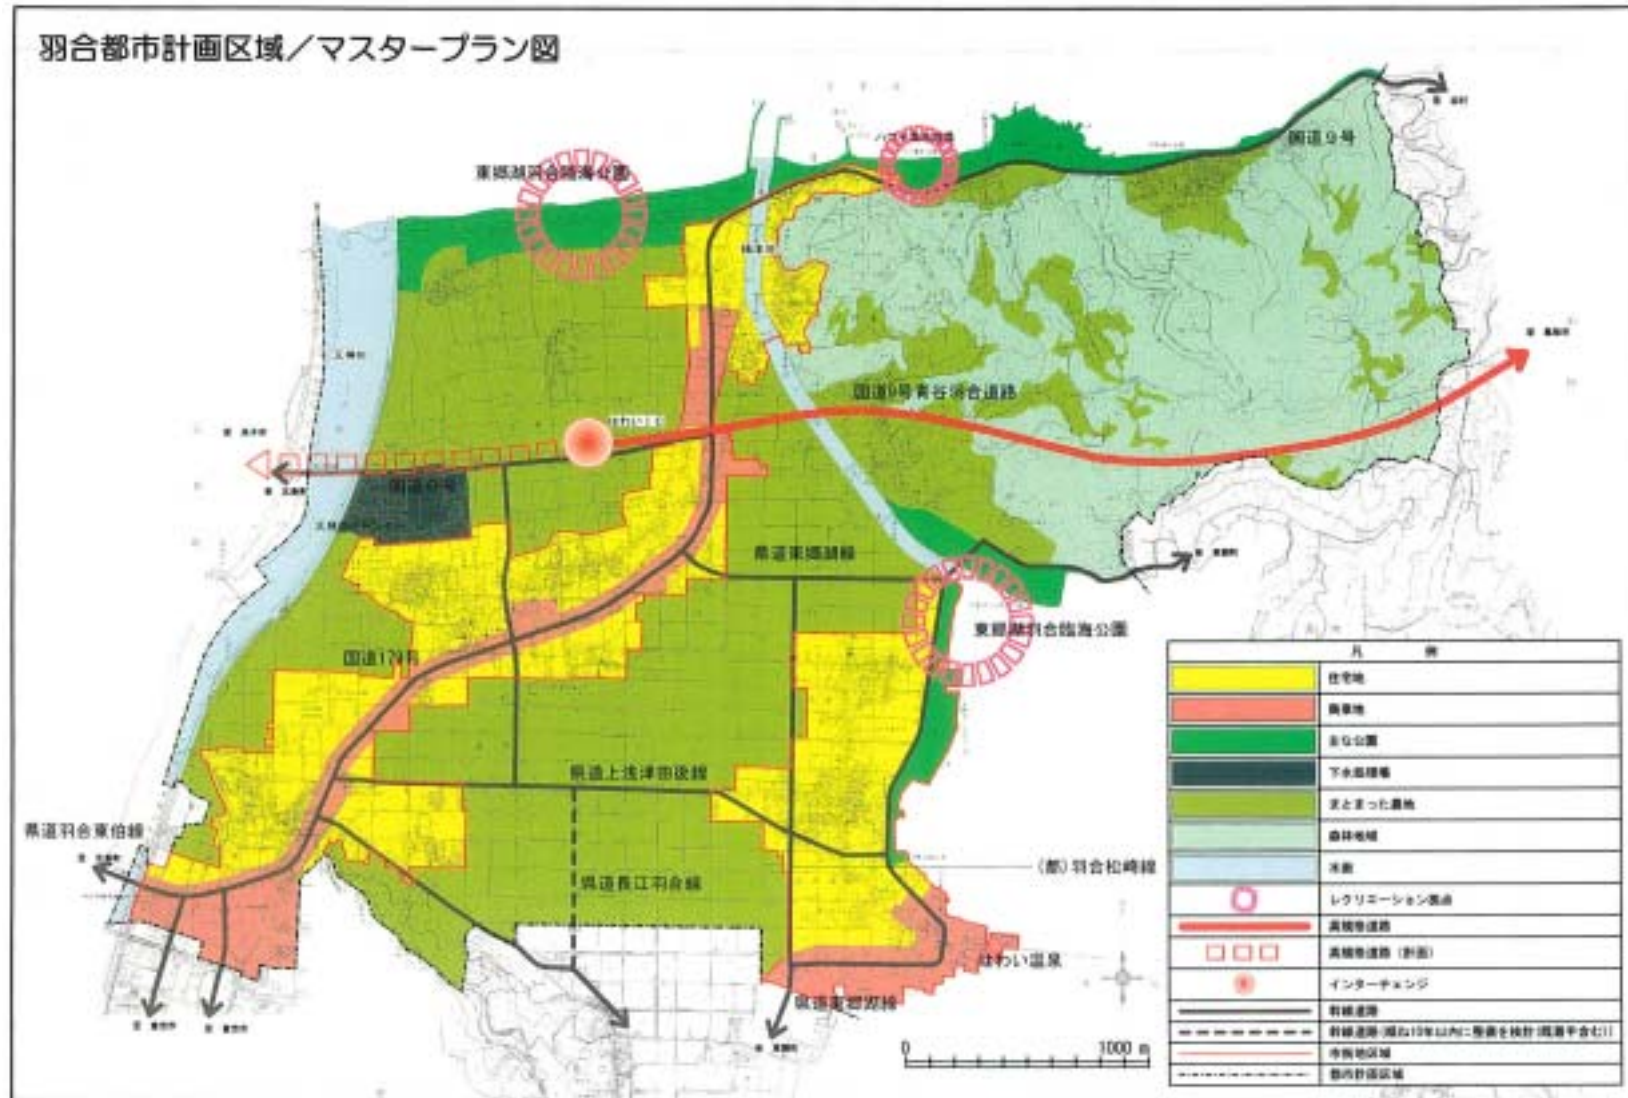 羽合都市計画区域／マスタープラン図
国道9号
東郷湖羽合臨海公園
国道9号青谷羽合道路
国道9号
県道東郷湖線
東郷湖羽合臨海公園
国道179号
県道上浅津田後線
県道羽合東伯線
(都)羽合松崎線
県道長江羽合線
はわい温泉
0
1000 m
凡例
住宅地
商業地
主な公園
下水処理場
まとまった農地
森林地域
水面
レクリエーション拠点
高規格道路
高規格道路（計画）
インターチェンジ
幹線道路
市街地区域
都市計画区域